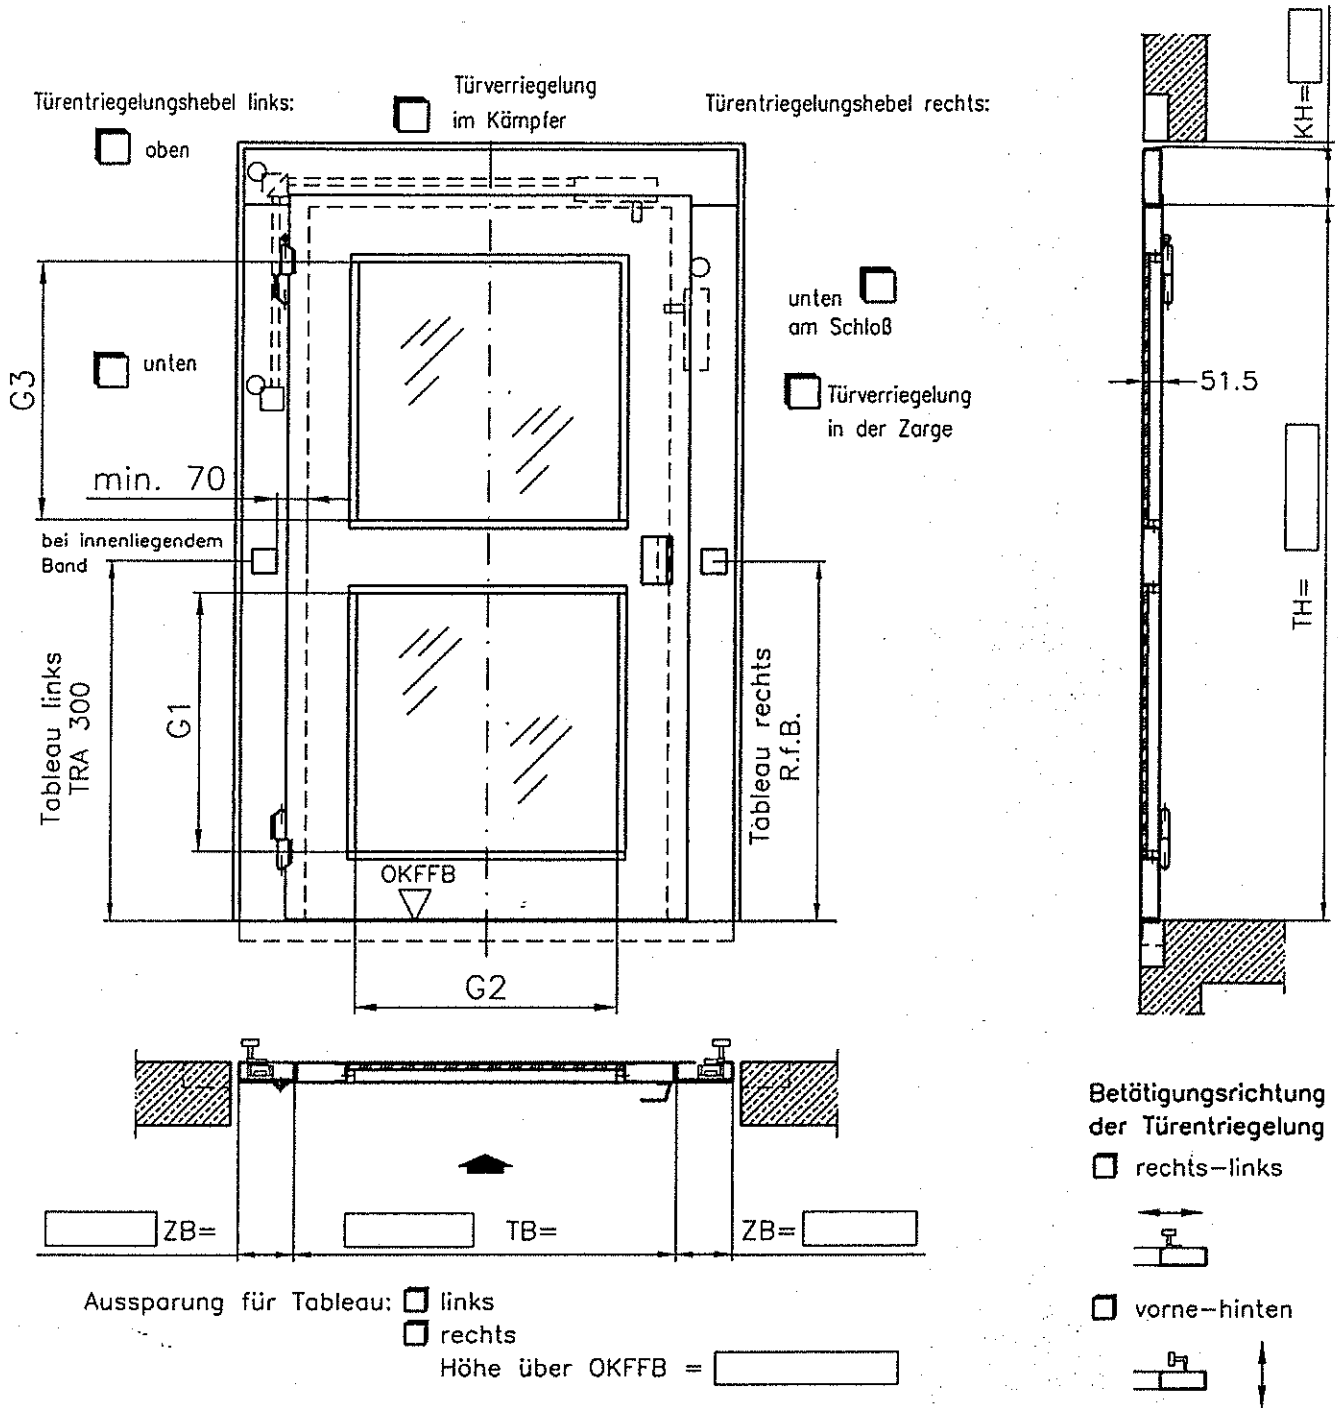 Türentriegelungshebel links:
oben
Türverriegelung
im Kämpfer
Türentriegelungshebel rechts:
KH=
unten
am Schloß
unten
Türverriegelung
in der Zarge
51.5
G3
min. 70
bei innenliegendem
Band
TH=
Tableau links
TRA 300
G1
Tableau rechts
R.f.B.
OKFFB
G2
ZB=
TB=
ZB=
Aussparung für Tableau:
links
rechts
Höhe über OKFFB =
Betätigungsrichtung
der Türentriegelung
rechts-links
vorne-hinten